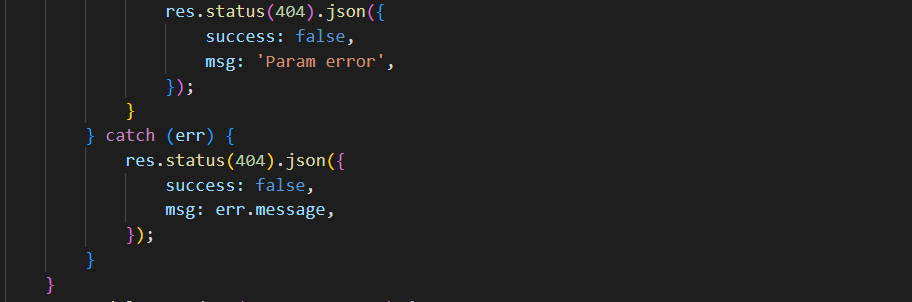 res.status(404).json({
success: false,
msg: 'Param error',
});
}
} catch (err) {
res.status(404).json({
success: false,
msg: err.message,
});
}
}